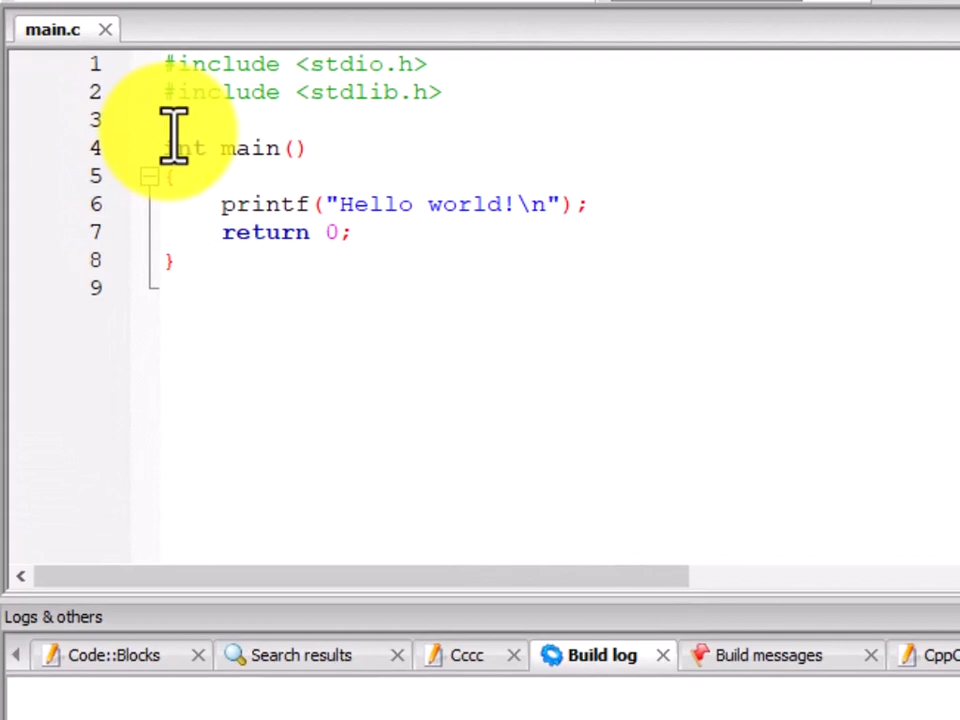 main.c
1 #include <stdio.h>
2 #include <stdlib.h>
3
4 int main()
5 {
6 printf("Hello world!\n");
7 return 0;
8 }
9
Logs & others
Code::Blocks Search results Cccc Build log Build messages